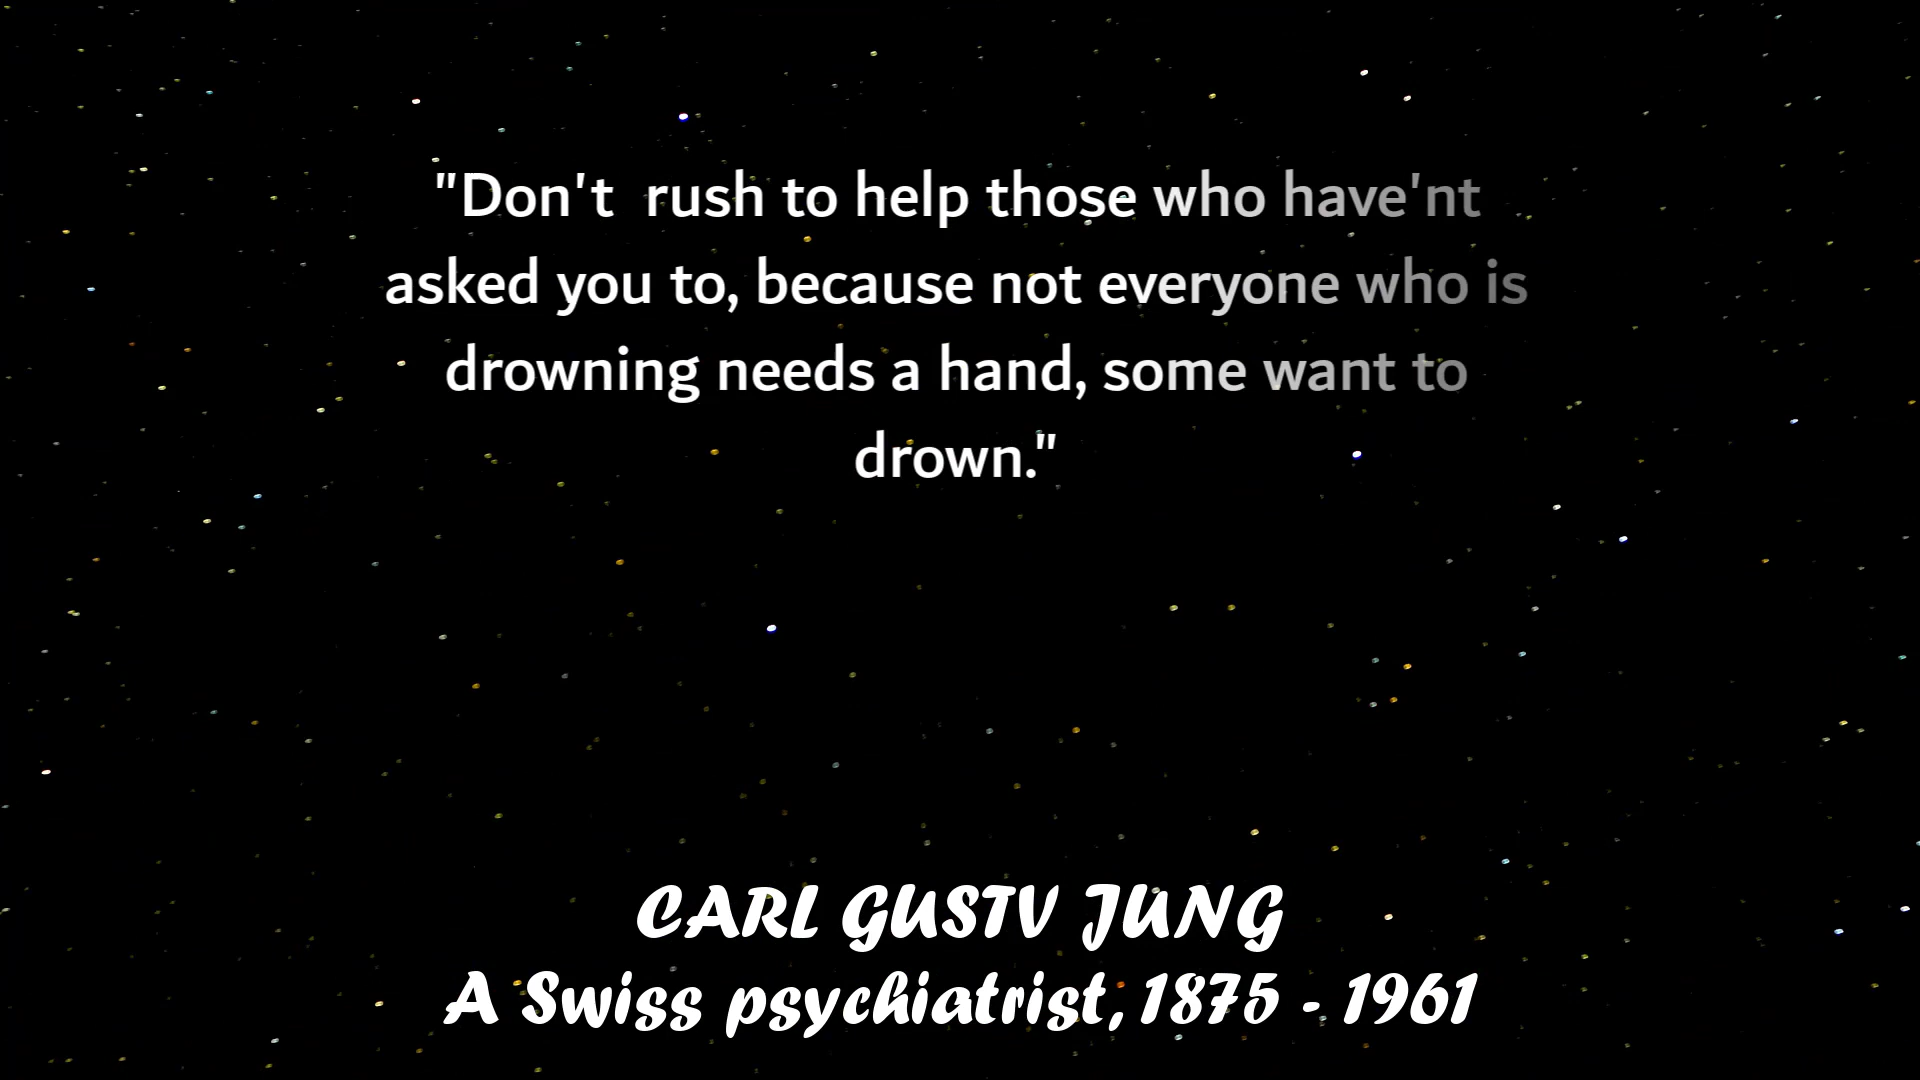 "Don't  rush to help those who have'nt
asked you to, because not everyone who is
drowning needs a hand, some want to
drown."
CARL GUSTV JUNG
A Swiss psychiatrist, 1875 - 1961